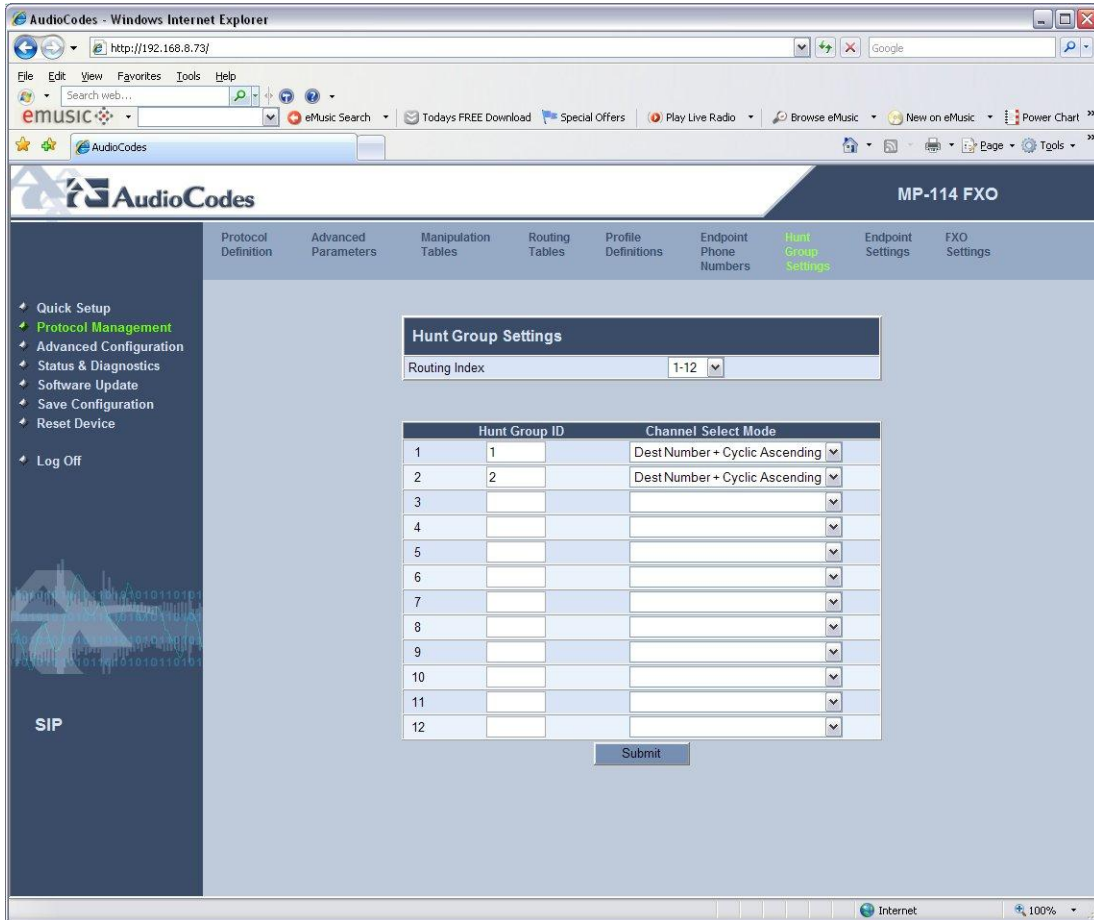 AudioCodes - Windows Internet Explorer
http://192.168.8.73/
Google
File Edit View Favorites Tools Help
Search web...
emusic
eMusic Search
Todays FREE Download
Special Offers
Play Live Radio
Browse eMusic
New on eMusic
Power Chart
AudioCodes
Page
Tools
AudioCodes
MP-114 FXO
Protocol Definition
Advanced Parameters
Manipulation Tables
Routing Tables
Profile Definitions
Endpoint Phone Numbers
Hunt Group Settings
Endpoint Settings
FXO Settings
Quick Setup
Protocol Management
Advanced Configuration
Status & Diagnostics
Software Update
Save Configuration
Reset Device
Log Off
SIP
Hunt Group Settings
Routing Index 1-12
Hunt Group ID Channel Select Mode
1 1 Dest Number + Cyclic Ascending
2 2 Dest Number + Cyclic Ascending
3
4
5
6
7
8
9
10
11
12
Submit
Internet
100%